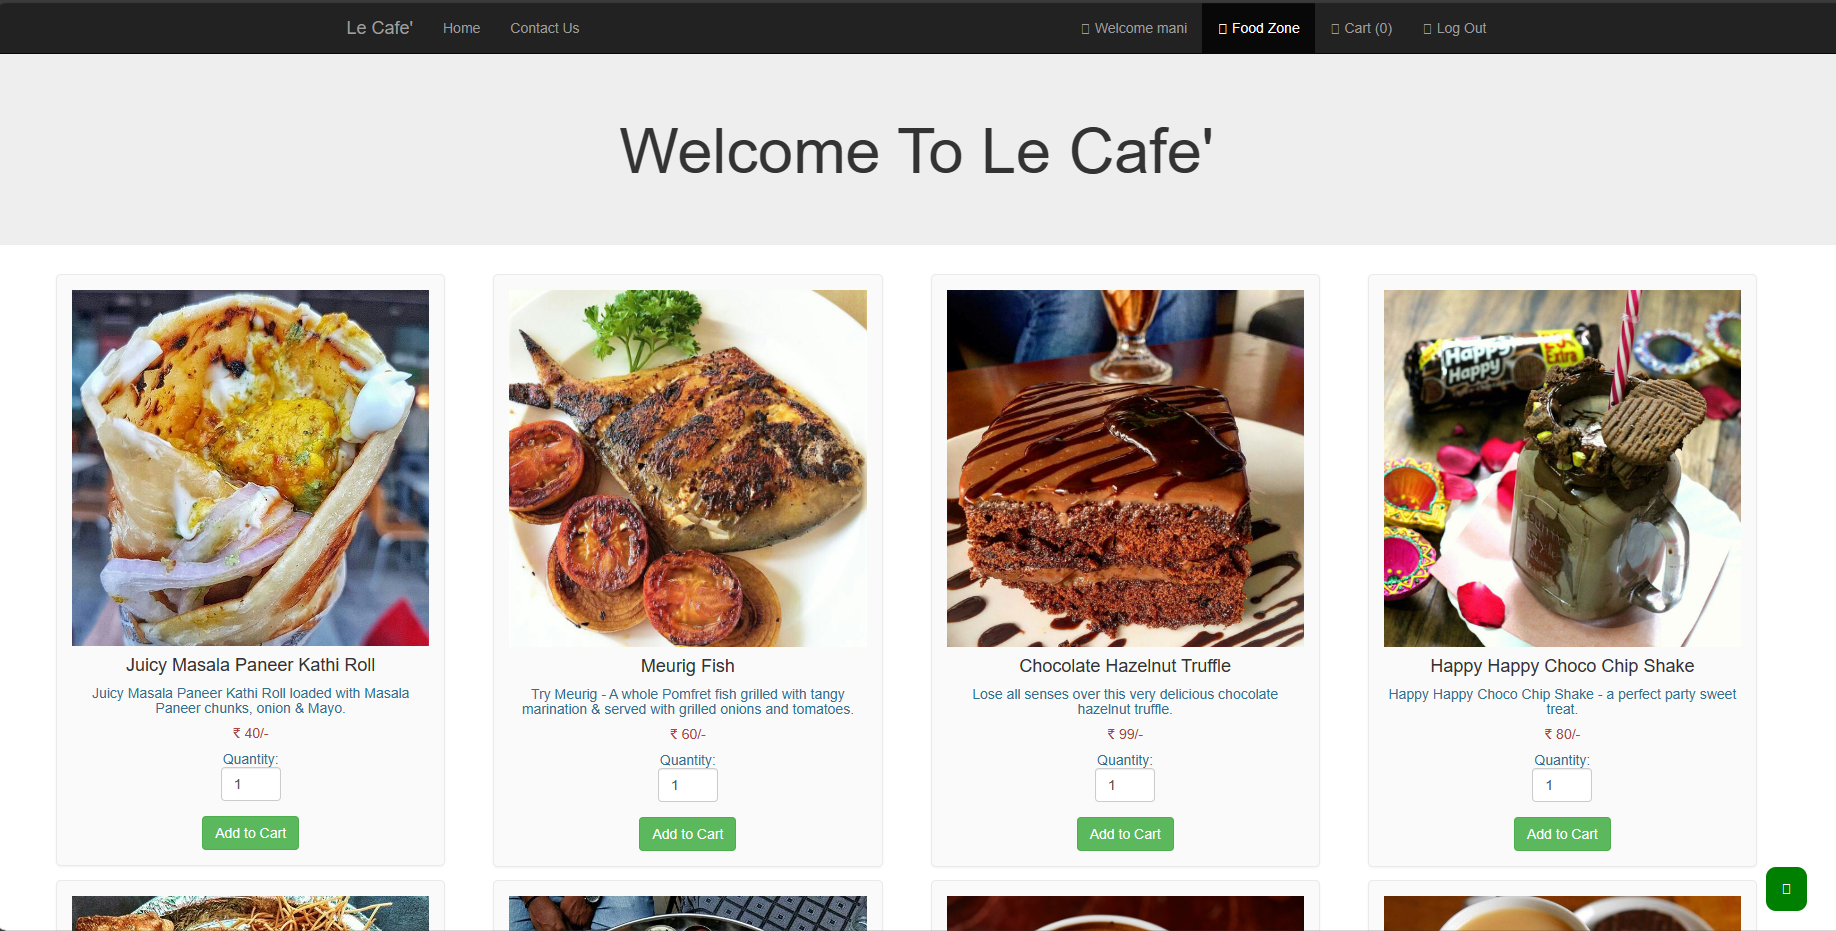 Le Cafe' Home Contact Us Welcome mani Food Zone Cart (0) Log Out
Welcome To Le Cafe'
Happy
Happy
Extra
Juicy Masala Paneer Kathi Roll
Juicy Masala Paneer Kathi Roll loaded with Masala
Paneer chunks, onion & Mayo.
₹ 40/-
Quantity:
1
Add to Cart
Meurig Fish
Try Meurig - A whole Pomfret fish grilled with tangy
marination & served with grilled onions and tomatoes.
₹ 60/-
Quantity:
1
Add to Cart
Chocolate Hazelnut Truffle
Lose all senses over this very delicious chocolate
hazelnut truffle.
₹ 99/-
Quantity:
1
Add to Cart
Happy Happy Choco Chip Shake
Happy Happy Choco Chip Shake - a perfect party sweet
treat.
₹ 80/-
Quantity:
1
Add to Cart